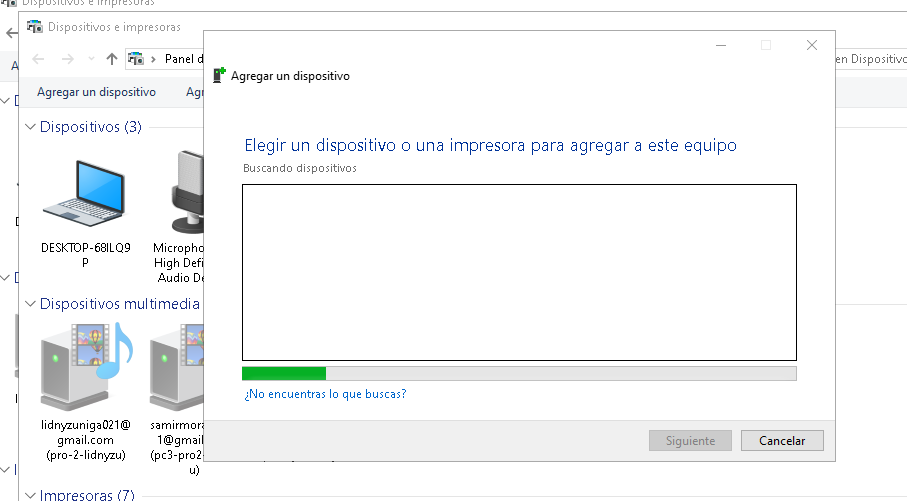 Dispositivos e impresoras
Dispositivos e impresoras
Panel d
en Dispositivo
Agregar un dispositivo
Agr
Dispositivos (3)
DESKTOP-68ILQ9
P
Micropho
High Defi
Audio De
Dispositivos multimedia
lidnyzuniga021@
gmail.com
(pro-2-lidnyzu)
samirmora
1@gmail
(pc3-pro2
u)
Impresoras (7)
Agregar un dispositivo
Elegir un dispositivo o una impresora para agregar a este equipo
Buscando dispositivos
¿No encuentras lo que buscas?
Siguiente
Cancelar